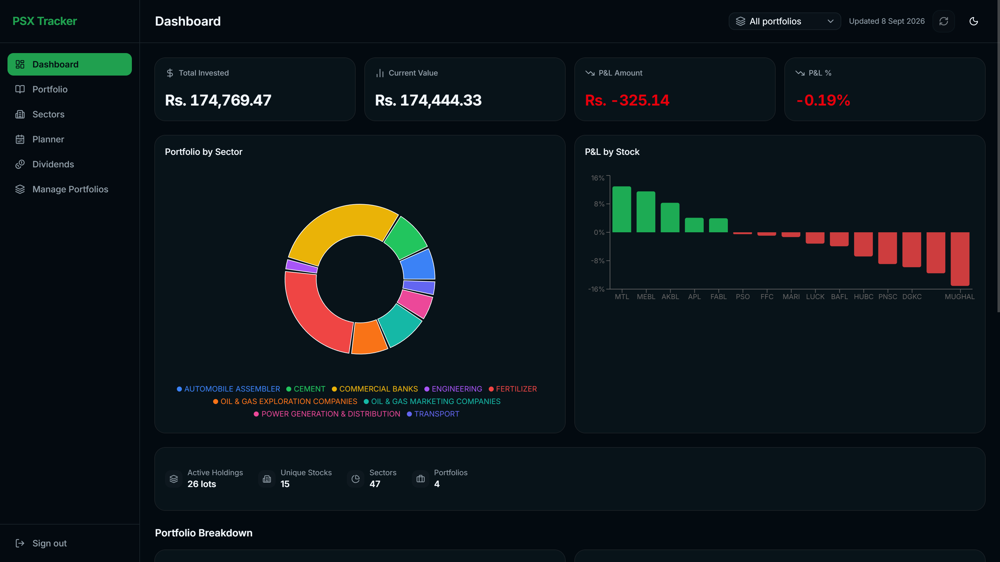 PSX Tracker
Dashboard
All portfolios
Updated 8 Sept 2026
Dashboard
Portfolio
Sectors
Planner
Dividends
Manage Portfolios
Sign out
Total Invested
Rs. 174,769.47
Current Value
Rs. 174,444.33
P&L Amount
Rs. -325.14
P&L %
-0.19%
Portfolio by Sector
AUTOMOBILE ASSEMBLER CEMENT COMMERCIAL BANKS ENGINEERING FERTILIZER
OIL & GAS EXPLORATION COMPANIES OIL & GAS MARKETING COMPANIES
POWER GENERATION & DISTRIBUTION TRANSPORT
P&L by Stock
16%
8%
0%
-8%
-16%
MTL MEBL AKBL APL FABL PSO FFC MARI LUCK BAFL HUBC PNSC DGKC MUGHAL
Active Holdings
26 lots
Unique Stocks
15
Sectors
47
Portfolios
4
Portfolio Breakdown